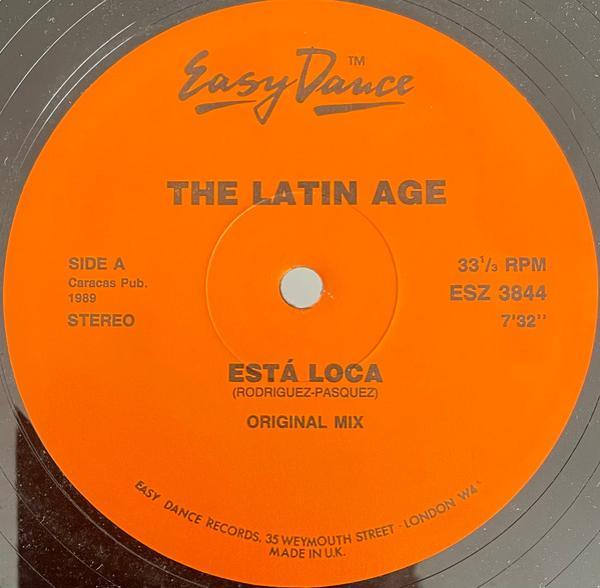 Easy Dance™
THE LATIN AGE
SIDE A
Caracas Pub.
1989
STEREO
33⅓ RPM
ESZ 3844
7'32''
ESTÁ LOCA
(RODRIGUEZ-PASQUEZ)
ORIGINAL MIX
EASY DANCE RECORDS, 35 WEYMOUTH STREET - LONDON W4
MADE IN U.K.